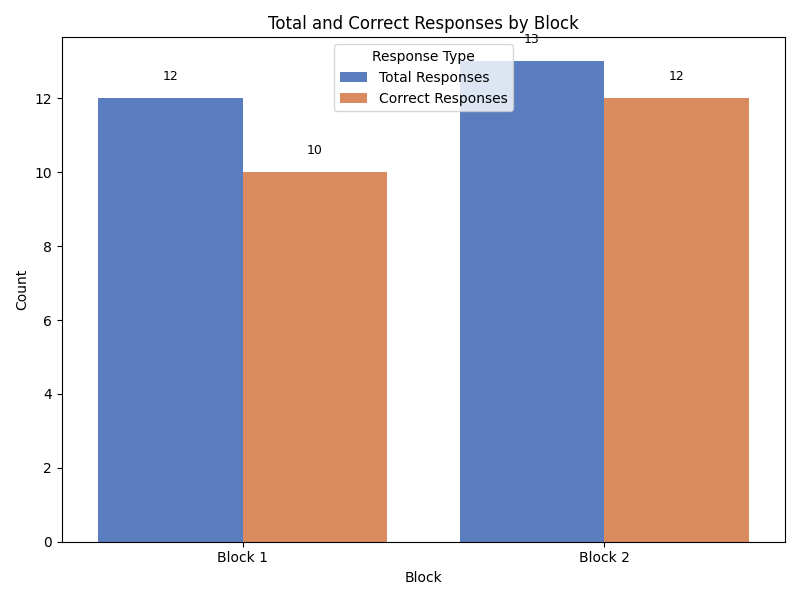 Total and Correct Responses by Block
13
Response Type
Total Responses
Correct Responses
12
12
10
12
10
8
6
4
2
0
Count
Block 1
Block 2
Block